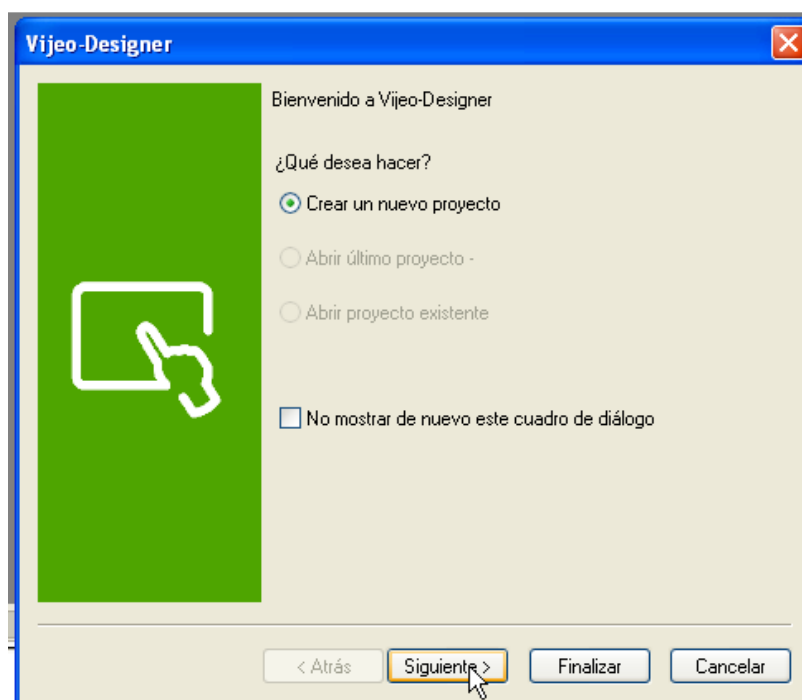 Vijeo-Designer
Bienvenido a Vijeo-Designer
¿Qué desea hacer?
Crear un nuevo proyecto
Abrir último proyecto -
Abrir proyecto existente
No mostrar de nuevo este cuadro de diálogo
< Atrás Siguiente > Finalizar Cancelar